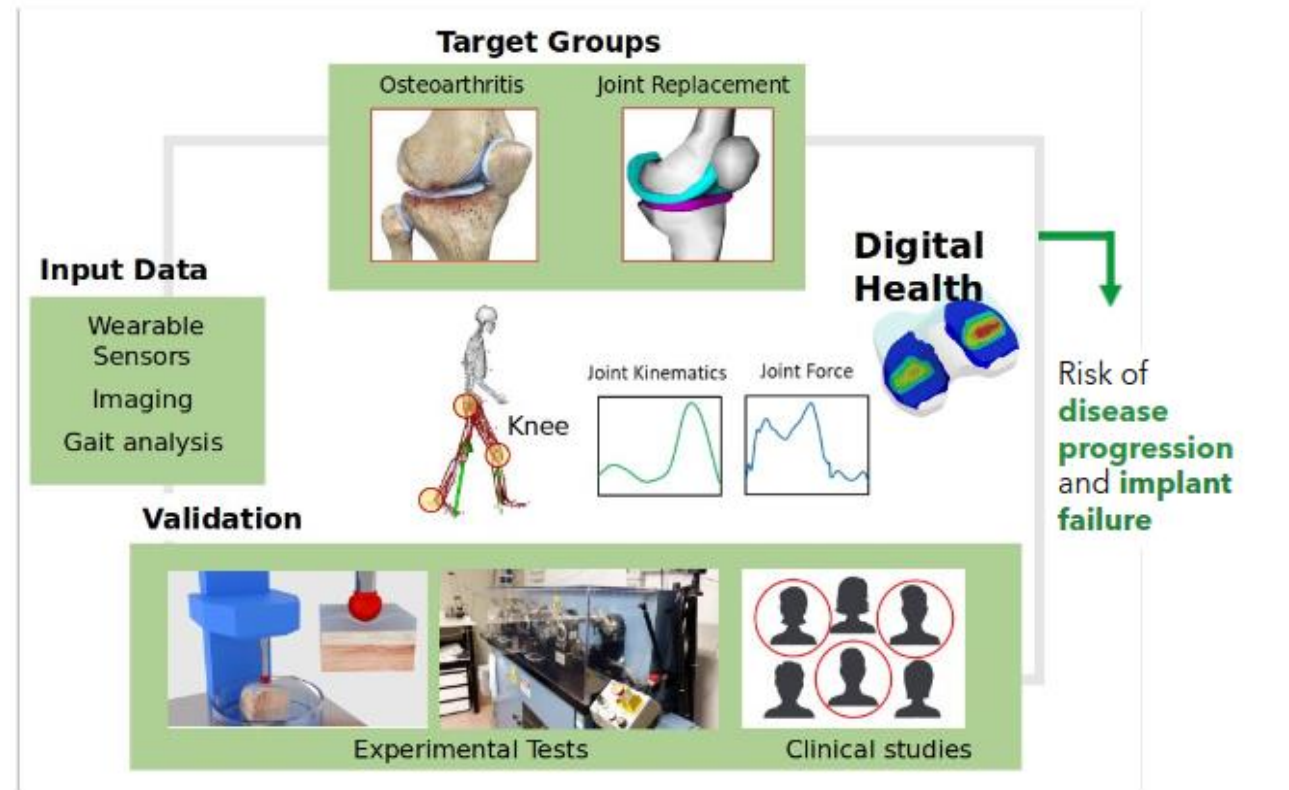 Target Groups
Osteoarthritis
Joint Replacement
Input Data
Wearable
Sensors
Imaging
Gait analysis
Digital
Health
Knee
Joint Kinematics
Joint Force
Risk of
disease
progression
and implant
failure
Validation
Experimental Tests
Clinical studies